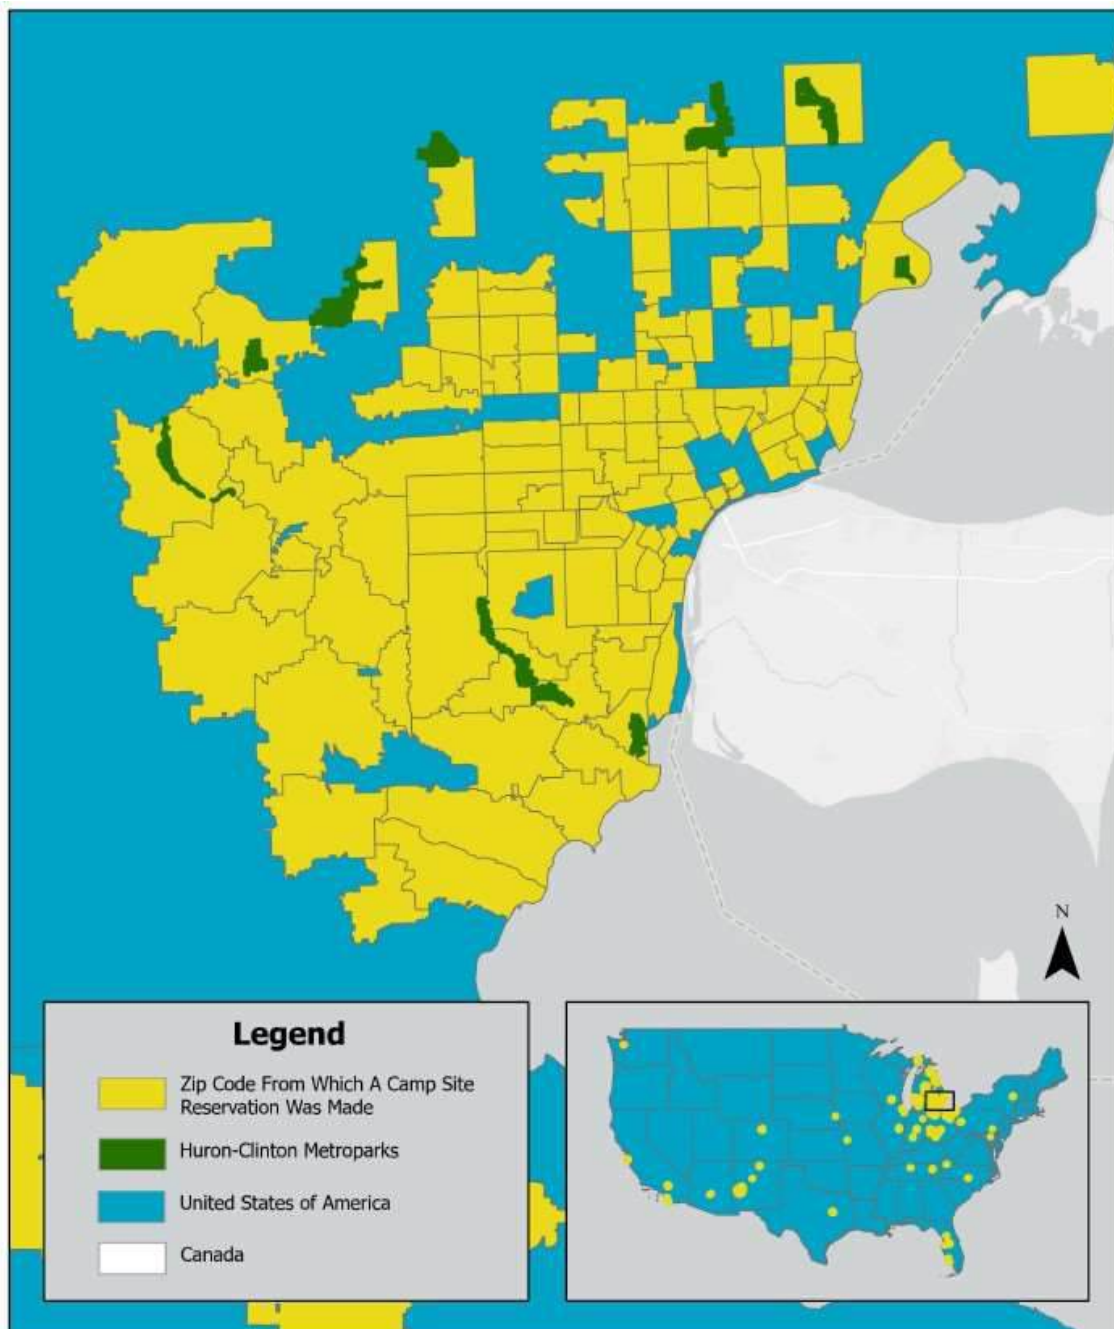 N
Legend
Zip Code From Which A Camp Site
Reservation Was Made
Huron-Clinton Metroparks
United States of America
Canada